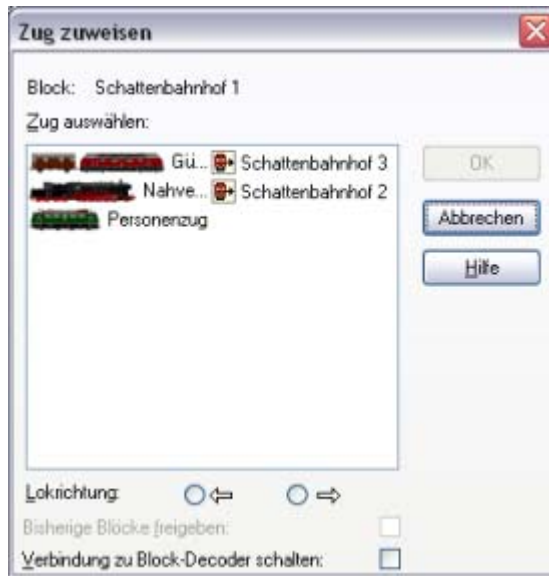 Zug zuweisen
Block: Schattenbahnhof 1
Zug auswählen:
Gü... Schattenbahnhof 3
Nahve... Schattenbahnhof 2
Personenzug
OK
Abbrechen
Hilfe
Lokrichtung:
Bisherige Blöcke freigeben:
Verbindung zu Block-Decoder schalten: